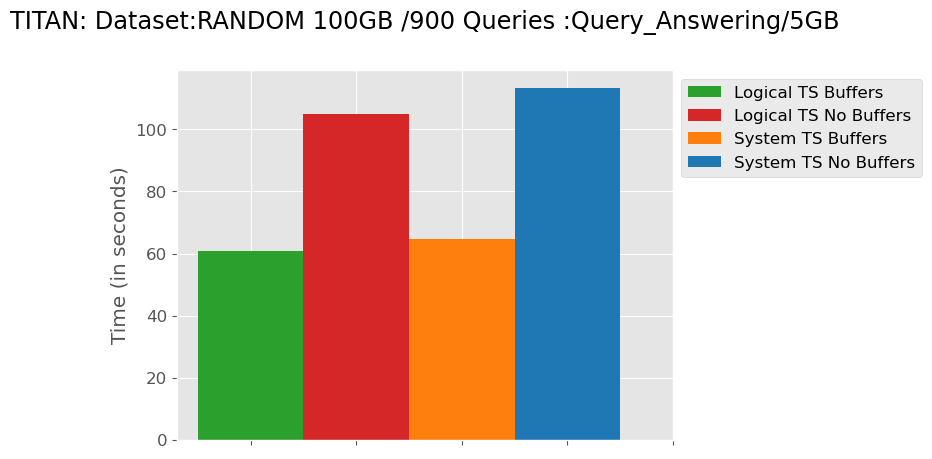 TITAN: Dataset:RANDOM 100GB /900 Queries :Query_Answering/5GB
Logical TS Buffers
Logical TS No Buffers
System TS Buffers
System TS No Buffers
Time (in seconds)
100
80
60
40
20
0